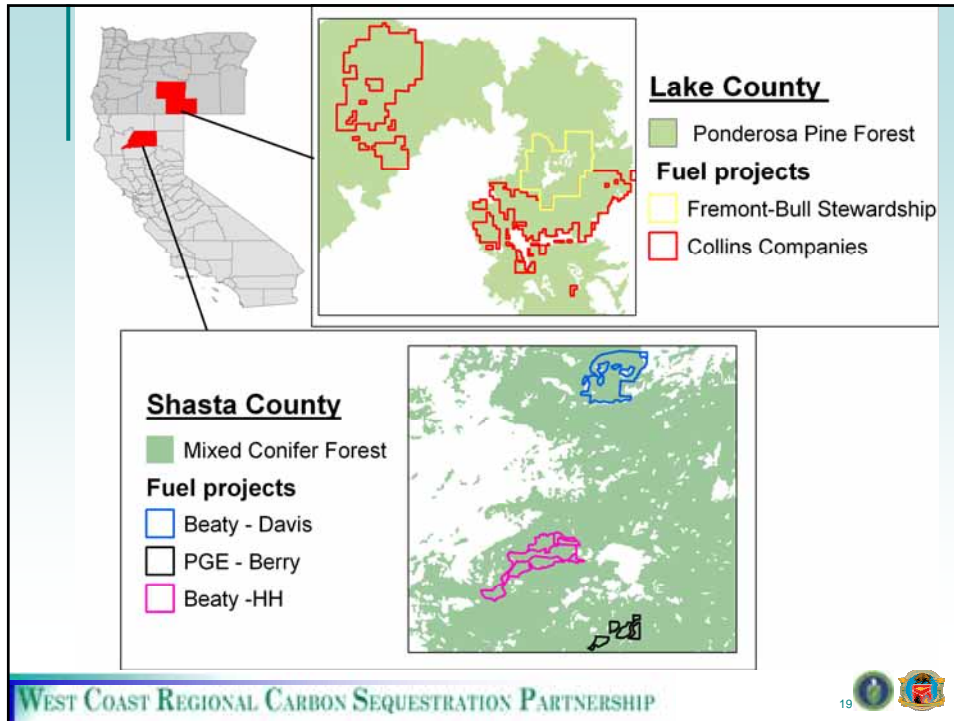 Lake County
Ponderosa Pine Forest
Fuel projects
Fremont-Bull Stewardship
Collins Companies
Shasta County
Mixed Conifer Forest
Fuel projects
Beaty - Davis
PGE - Berry
Beaty -HH
WEST COAST REGIONAL CARBON SEQUESTRATION PARTNERSHIP
19